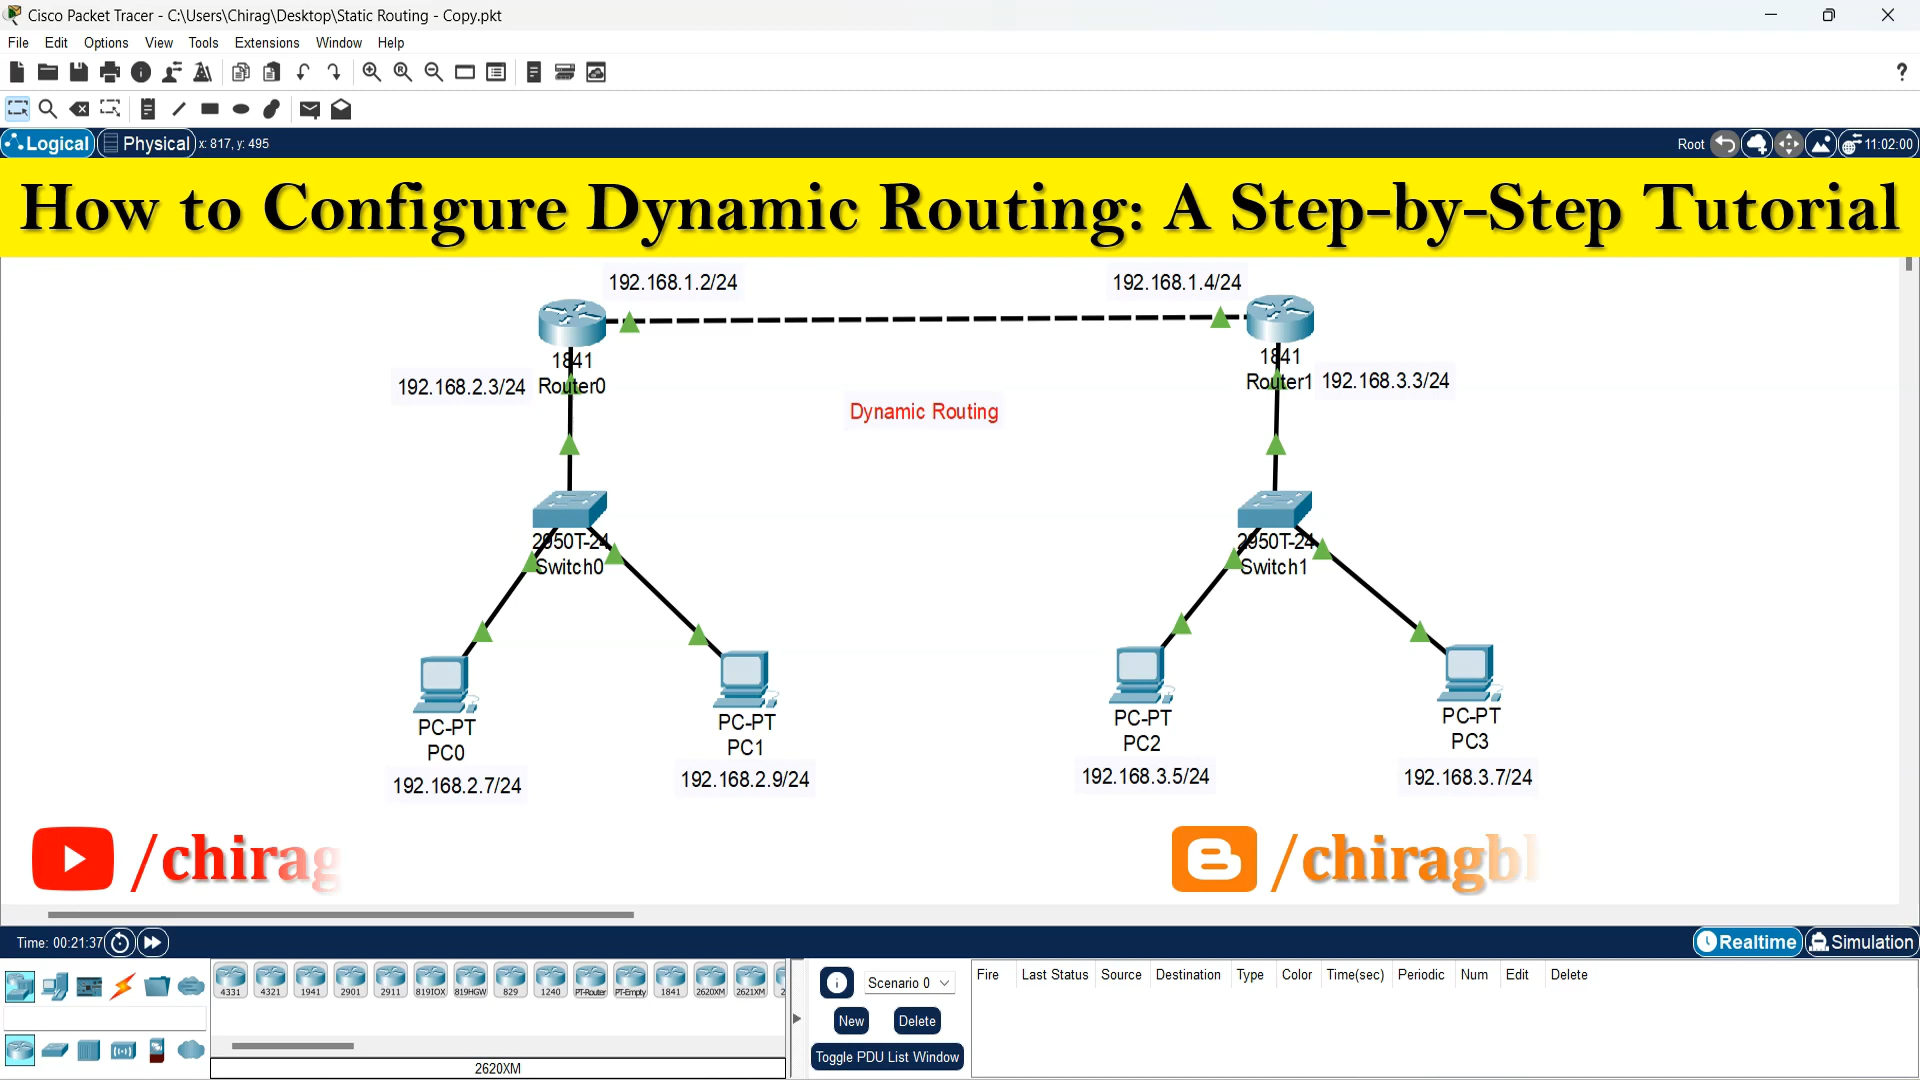 Cisco Packet Tracer - C:\Users\Chirag\Desktop\Static Routing - Copy.pkt
File Edit Options View Tools Extensions Window Help
?
Logical Physical x: 817, y: 495 Root 11:02:00
How to Configure Dynamic Routing: A Step-by-Step Tutorial
192.168.1.2/24 192.168.1.4/24
1841 1841
192.168.2.3/24 Router0 Router1 192.168.3.3/24
Dynamic Routing
2950T-24 2950T-24
Switch0 Switch1
PC-PT PC-PT PC-PT PC-PT
PC0 PC1 PC2 PC3
192.168.2.7/24 192.168.2.9/24 192.168.3.5/24 192.168.3.7/24
/chirag /chiragbl
Time: 00:21:37 Realtime Simulation
4331 4321 1941 2901 2911 819IOX 819HGW 829 1240 PT-Router PT-Empty 1841 2620XM 2621XM 2
Scenario 0
Fire Last Status Source Destination Type Color Time(sec) Periodic Num Edit Delete
New Delete
Toggle PDU List Window
2620XM